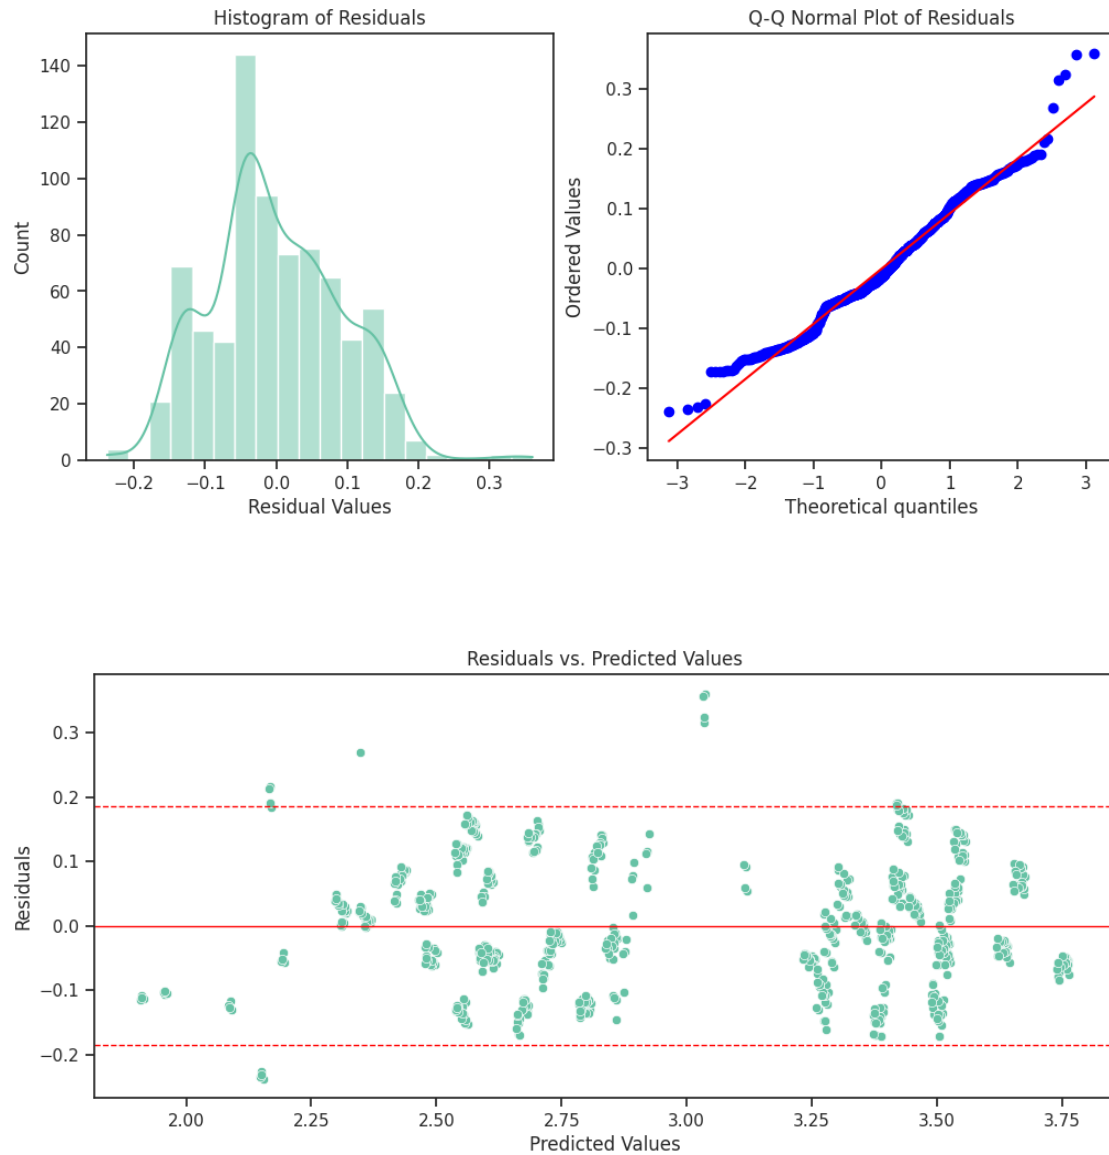 Histogram of Residuals
140
120
100
80
60
40
20
0
Count
−0.2 −0.1 0.0 0.1 0.2 0.3
Residual Values
Q-Q Normal Plot of Residuals
0.3
0.2
0.1
0.0
−0.1
−0.2
−0.3
Ordered Values
−3 −2 −1 0 1 2 3
Theoretical quantiles
Residuals vs. Predicted Values
0.3
0.2
0.1
0.0
−0.1
−0.2
Residuals
2.00 2.25 2.50 2.75 3.00 3.25 3.50 3.75
Predicted Values